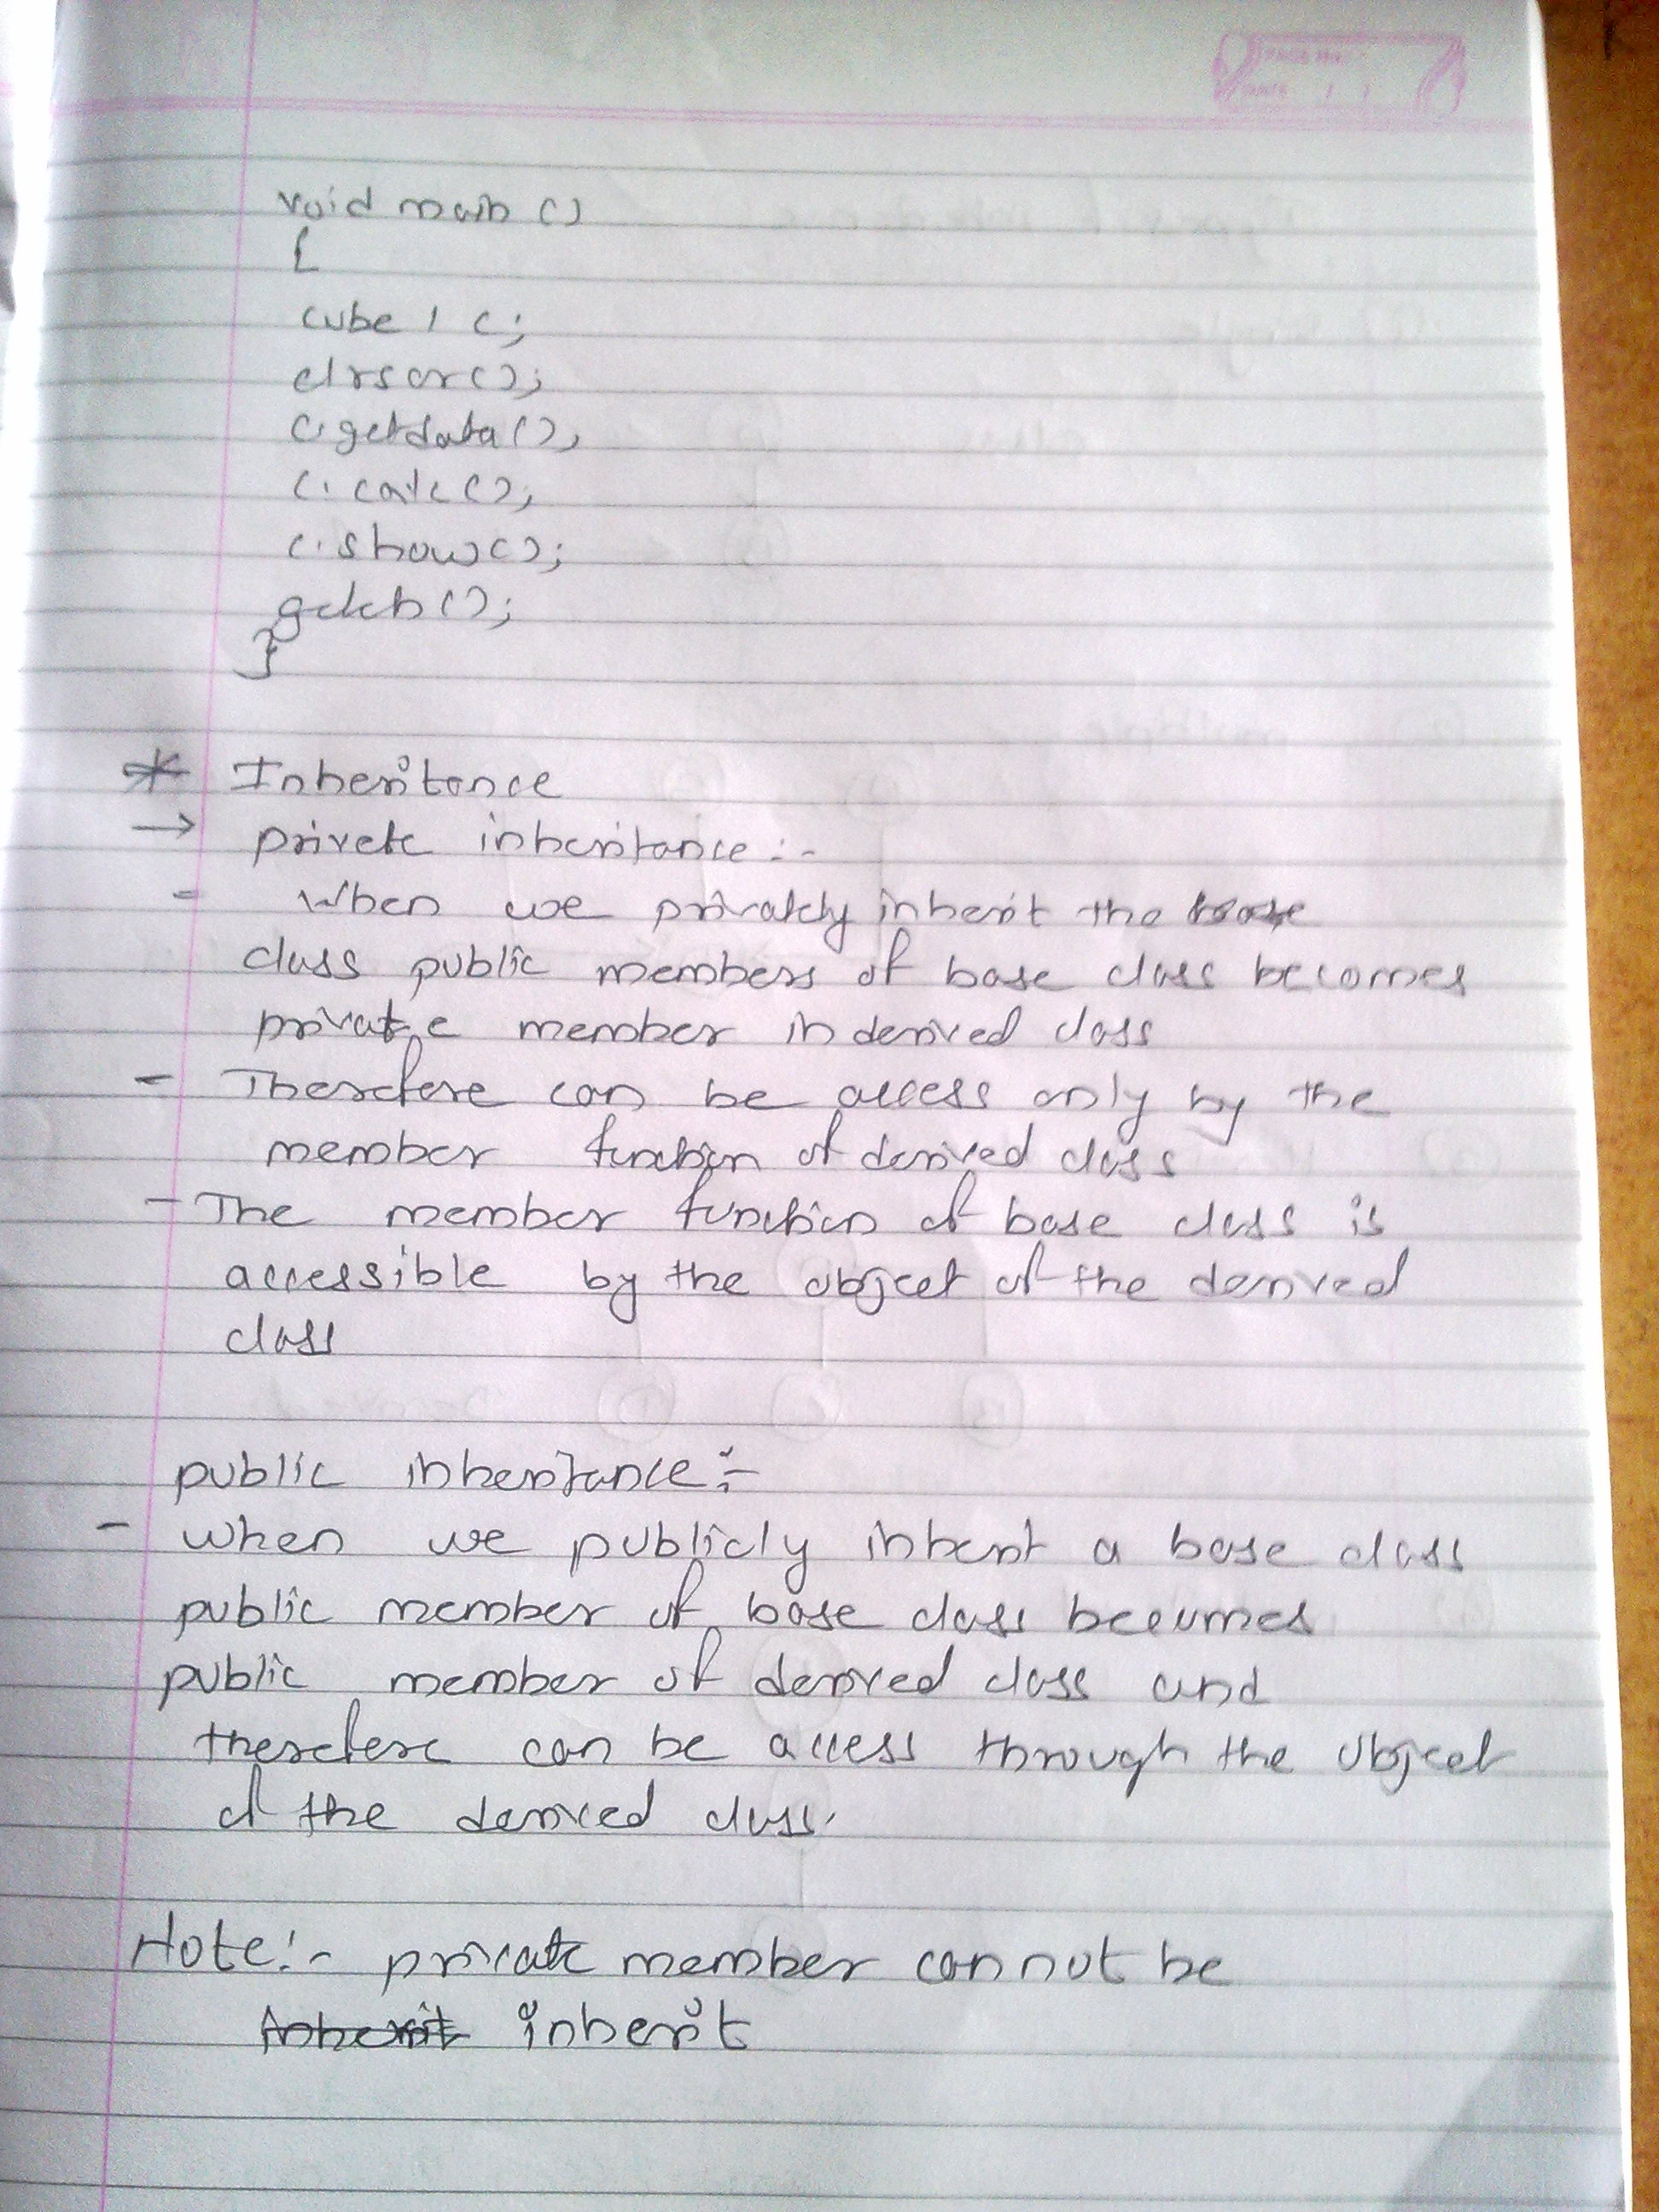 PAGE NO.
DATE / /
void main ()
{
cube 1 c;
clrscr();
c.getdata();
c.calc();
c.show();
getch();
}
* Inheritance
→ private inheritance :-
- When we privately inherit the base
class public members of base class becomes
private member in derived class
- Therefore can be access only by the
member function of derived class
- The member function of base class is
accessible by the object of the derived
class
public inheritance :-
- when we publicly inherit a base class
public member of base class becomes
public member of derived class and
therefore can be access through the object
of the derived class.
Note :- private member cannot be
inherit